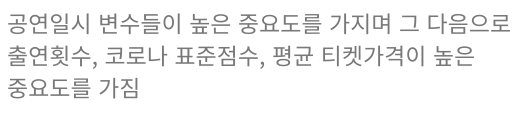 공연일시 변수들이 높은 중요도를 가지며 그 다음으로
출연횟수, 코로나 표준점수, 평균 티켓가격이 높은
중요도를 가짐